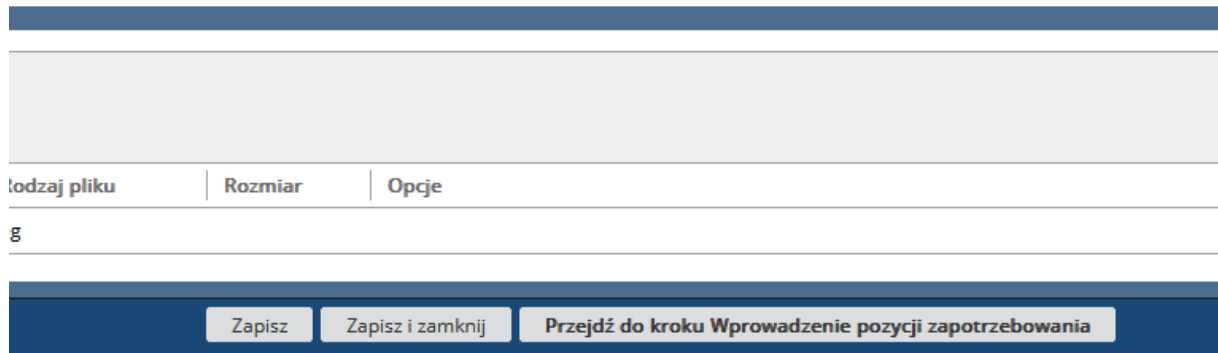 Rodzaj pliku Rozmiar Opcje
g
Zapisz Zapisz i zamknij Przejdź do kroku Wprowadzenie pozycji zapotrzebowania